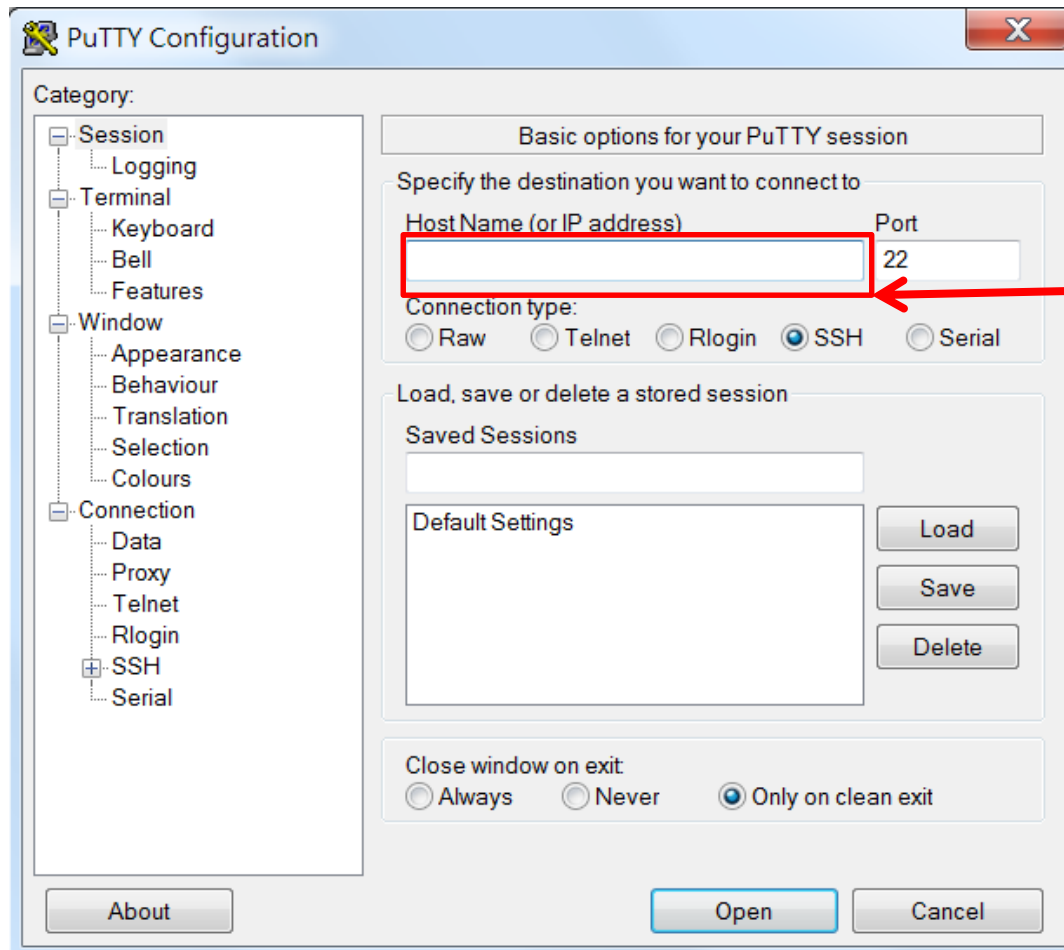 PuTTY Configuration
X
Category:
Session
Logging
Terminal
Keyboard
Bell
Features
Window
Appearance
Behaviour
Translation
Selection
Colours
Connection
Data
Proxy
Telnet
Rlogin
SSH
Serial
Basic options for your PuTTY session
Specify the destination you want to connect to
Host Name (or IP address) Port
22
Connection type:
Raw Telnet Rlogin SSH Serial
Load, save or delete a stored session
Saved Sessions
Default Settings
Load
Save
Delete
Close window on exit:
Always Never Only on clean exit
About Open Cancel